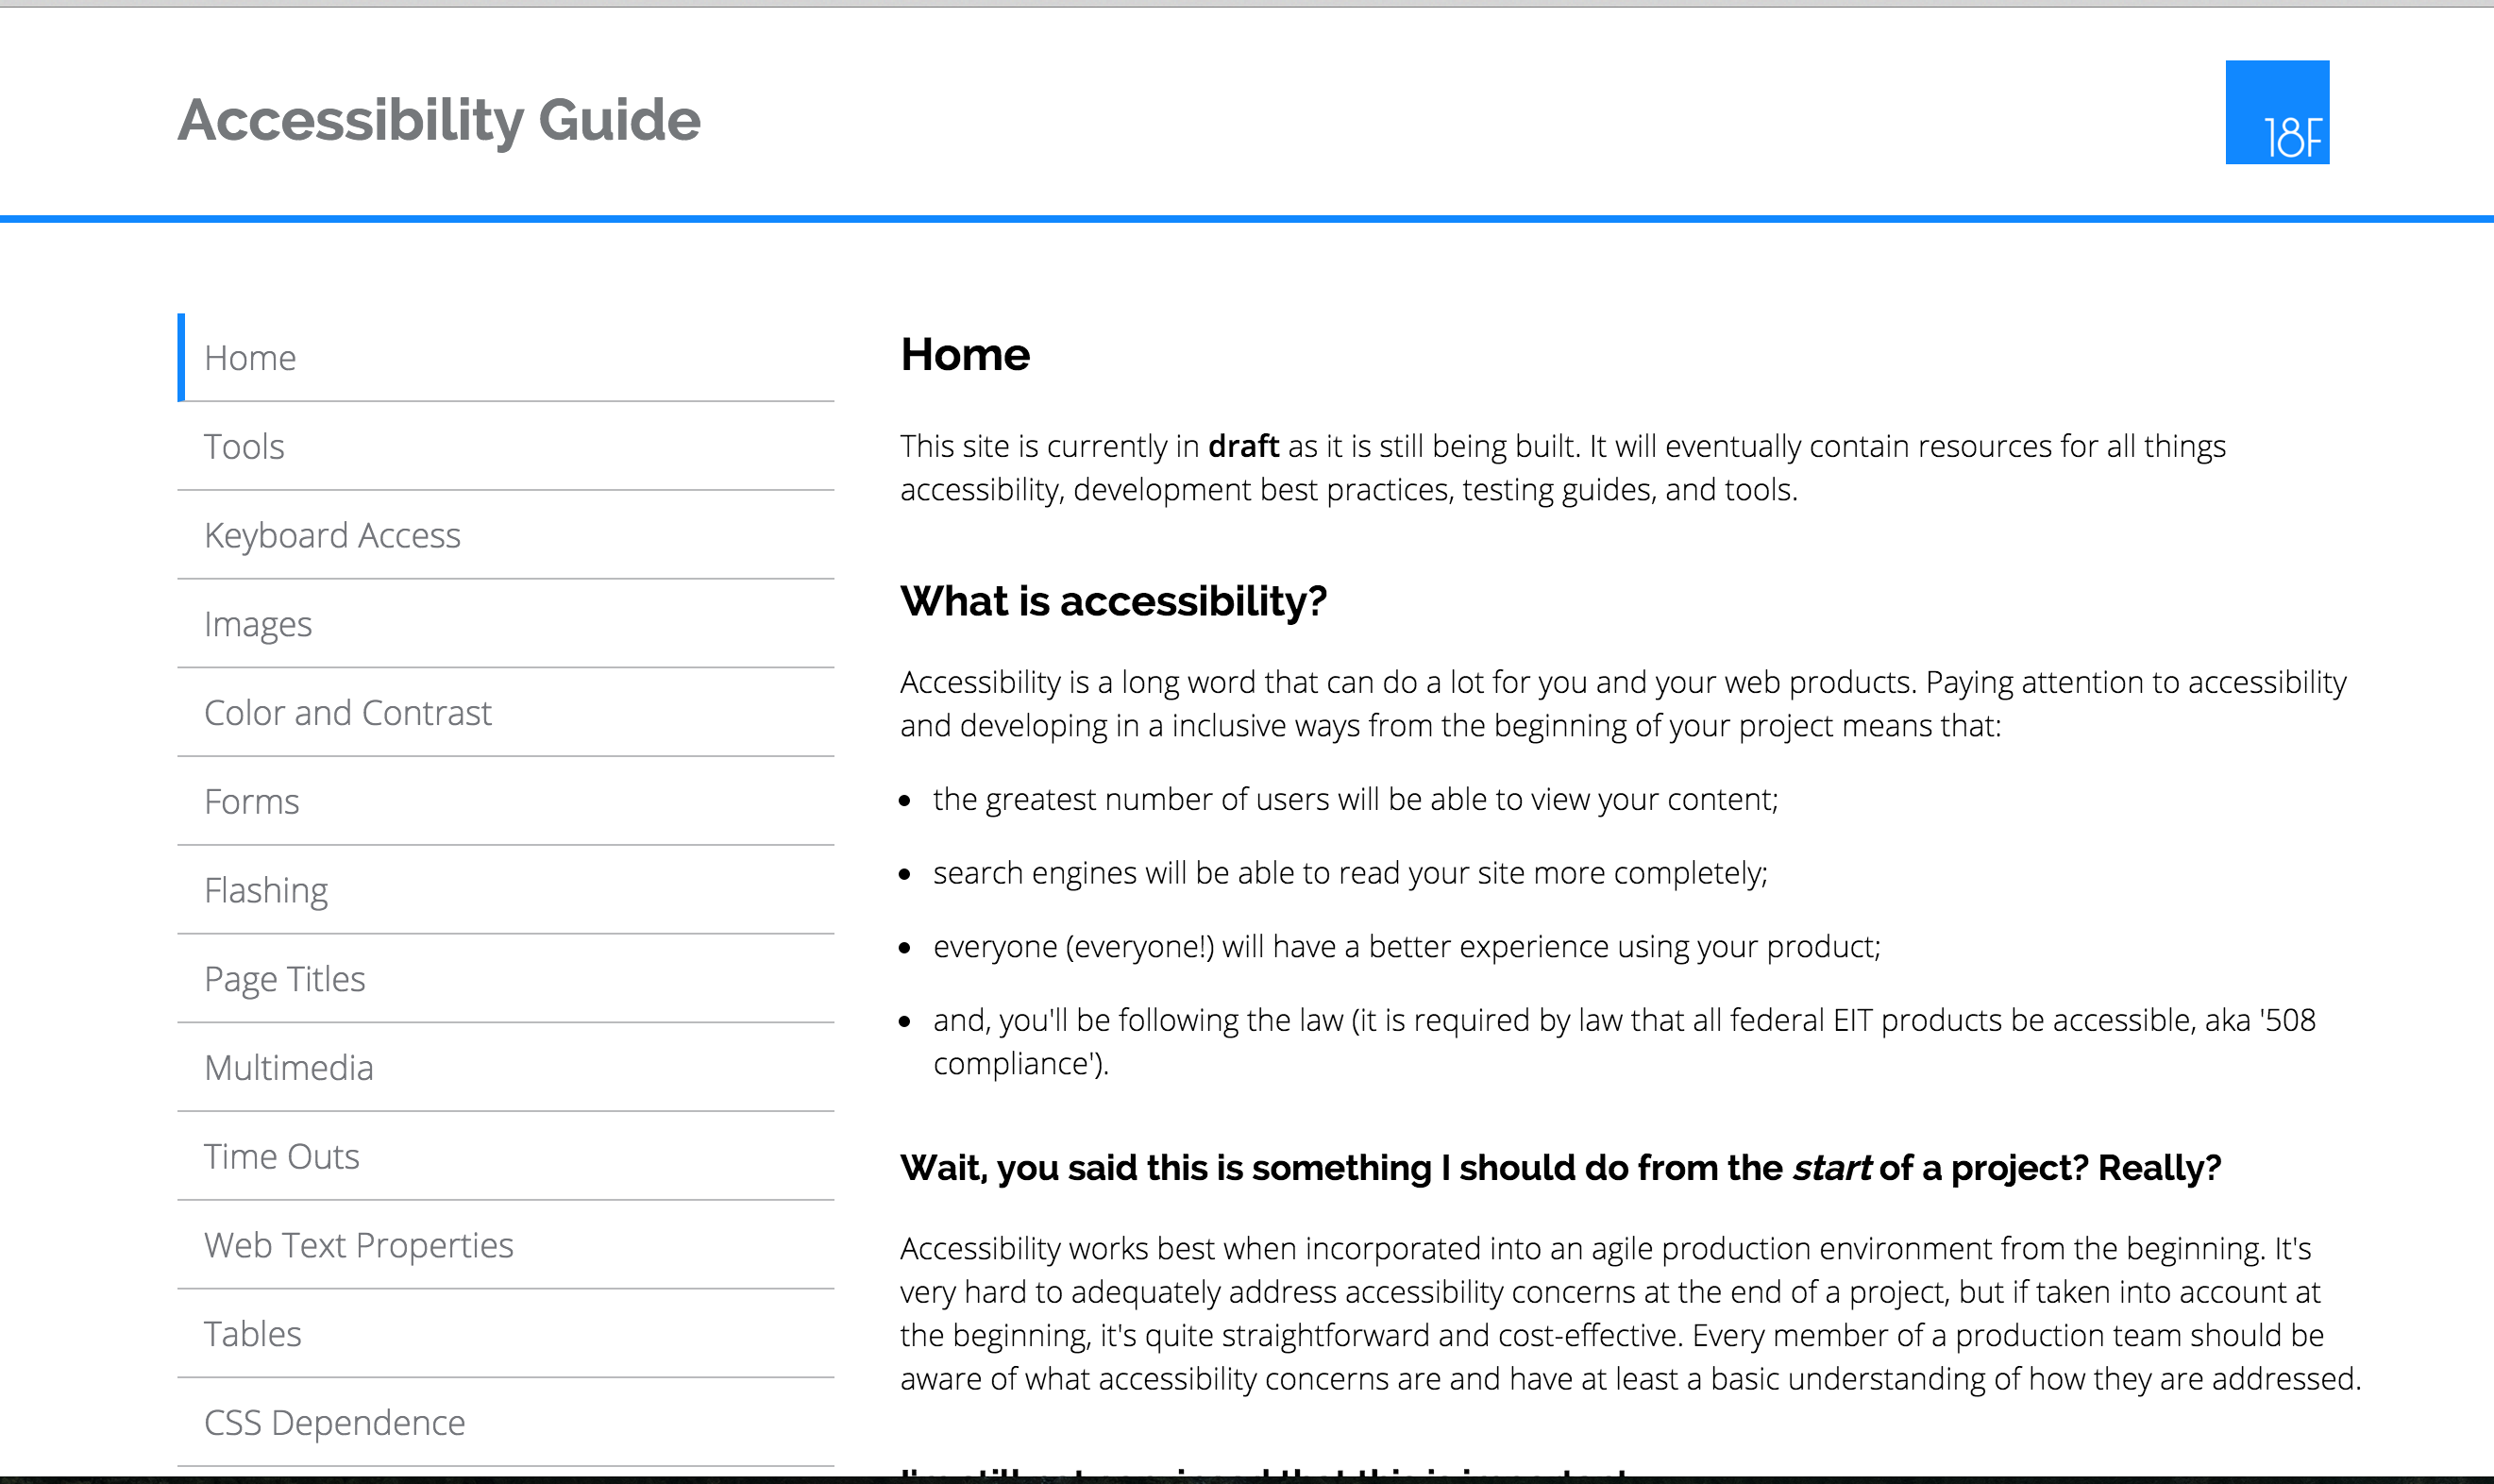 Accessibility Guide
18F
Home
Tools
Keyboard Access
Images
Color and Contrast
Forms
Flashing
Page Titles
Multimedia
Time Outs
Web Text Properties
Tables
CSS Dependence
Home
This site is currently in draft as it is still being built. It will eventually contain resources for all things
accessibility, development best practices, testing guides, and tools.
What is accessibility?
Accessibility is a long word that can do a lot for you and your web products. Paying attention to accessibility
and developing in a inclusive ways from the beginning of your project means that:
the greatest number of users will be able to view your content;
search engines will be able to read your site more completely;
everyone (everyone!) will have a better experience using your product;
and, you'll be following the law (it is required by law that all federal EIT products be accessible, aka '508
compliance').
Wait, you said this is something I should do from the start of a project? Really?
Accessibility works best when incorporated into an agile production environment from the beginning. It's
very hard to adequately address accessibility concerns at the end of a project, but if taken into account at
the beginning, it's quite straightforward and cost-effective. Every member of a production team should be
aware of what accessibility concerns are and have at least a basic understanding of how they are addressed.